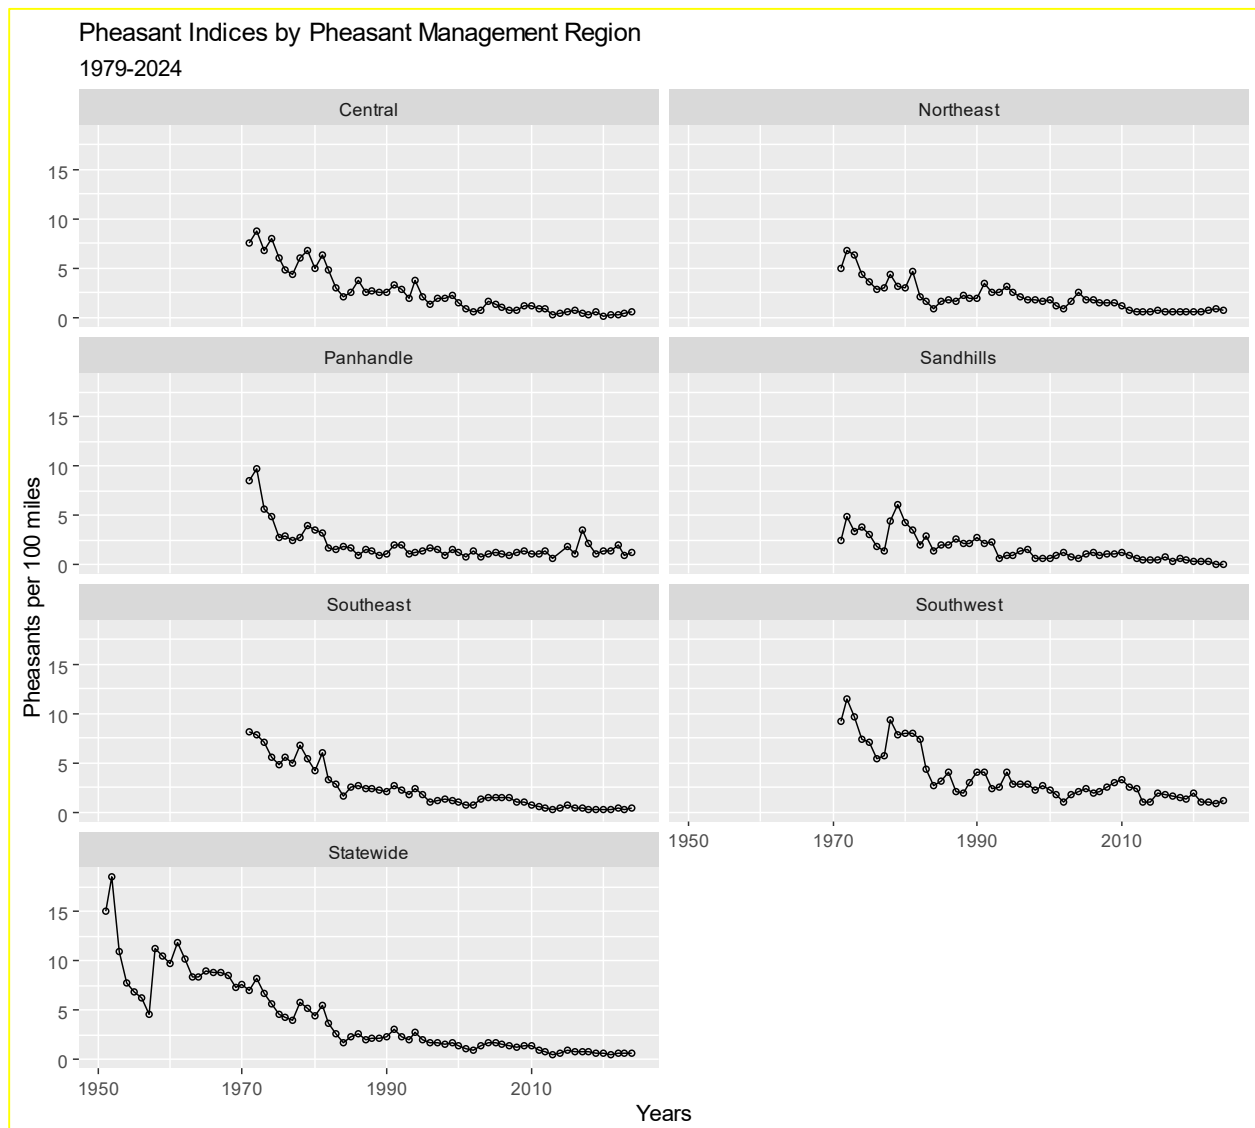 Pheasant Indices by Pheasant Management Region
1979-2024
Central
Northeast
15
10
5
0
Panhandle
Sandhills
15
10
5
0
Pheasants per 100 miles
Southeast
Southwest
15
10
5
0
1950 1970 1990 2010
Statewide
15
10
5
0
1950 1970 1990 2010
Years